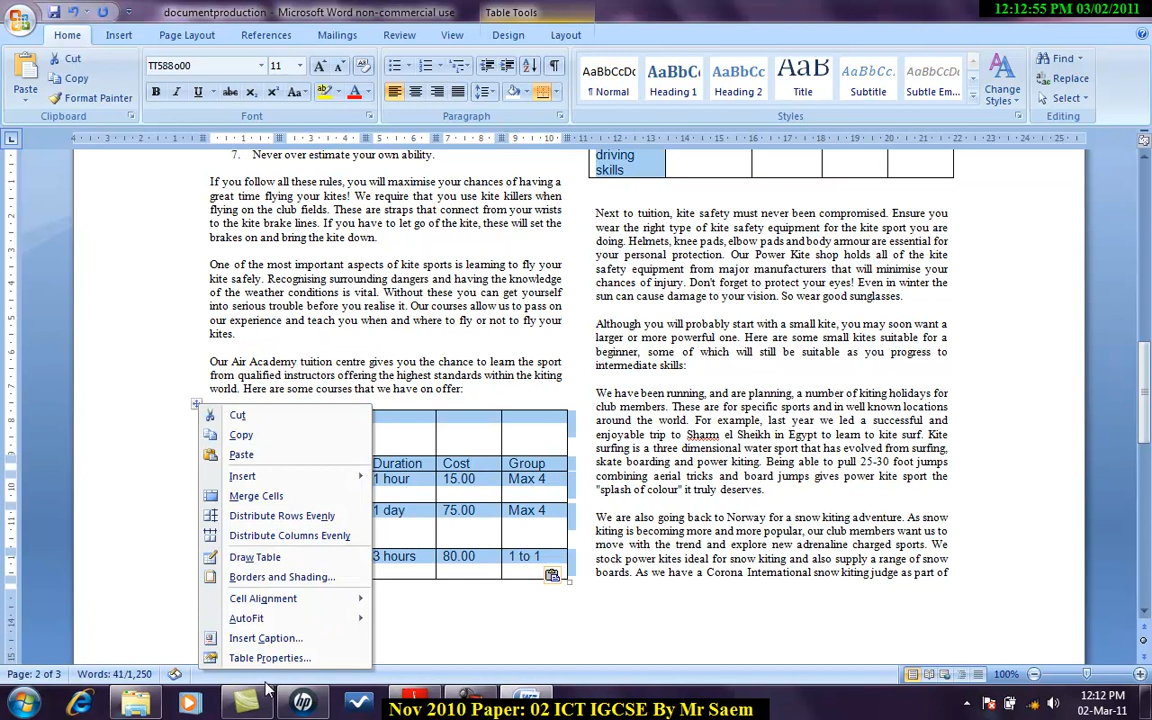 documentproduction - Microsoft Word non-commercial use
Table Tools
12:12:55 PM 03/02/2011
Home
Insert
Page Layout
References
Mailings
Review
View
Design
Layout
Paste
Cut
Copy
Format Painter
Clipboard
TT588o00
11
Font
Paragraph
AaBbCcDc
¶ Normal
AaBbC
Heading 1
AaBbCc
Heading 2
AaB
Title
AaBbCc.
Subtitle
AaBbCcDc
Subtle Em...
Change
Styles
Styles
Find
Replace
Select
Editing
7. Never over estimate your own ability.
If you follow all these rules, you will maximise your chances of having a
great time flying your kites! We require that you use kite killers when
flying on the club fields. These are straps that connect from your wrists
to the kite brake lines. If you have to let go of the kite, these will set the
brakes on and bring the kite down.
One of the most important aspects of kite sports is learning to fly your
kite safely. Recognising surrounding dangers and having the knowledge
of the weather conditions is vital. Without these you can get yourself
into serious trouble before you realise it. Our courses allow us to pass on
our experience and teach you when and where to fly or not to fly your
kites.
Our Air Academy tuition centre gives you the chance to learn the sport
from qualified instructors offering the highest standards within the kiting
world. Here are some courses that we have on offer:
Duration Cost Group
1 hour 15.00 Max 4
1 day 75.00 Max 4
3 hours 80.00 1 to 1
Cut
Copy
Paste
Insert
Merge Cells
Distribute Rows Evenly
Distribute Columns Evenly
Draw Table
Borders and Shading...
Cell Alignment
AutoFit
Insert Caption...
Table Properties...
driving
skills
Next to tuition, kite safety must never been compromised. Ensure you
wear the right type of kite safety equipment for the kite sport you are
doing. Helmets, knee pads, elbow pads and body armour are essential for
your personal protection. Our Power Kite shop holds all of the kite
safety equipment from major manufacturers that will minimise your
chances of injury. Don't forget to protect your eyes! Even in winter the
sun can cause damage to your vision. So wear good sunglasses.
Although you will probably start with a small kite, you may soon want a
larger or more powerful one. Here are some small kites suitable for a
beginner, some of which will still be suitable as you progress to
intermediate skills:
We have been running, and are planning, a number of kiting holidays for
club members. These are for specific sports and in well known locations
around the world. For example, last year we led a successful and
enjoyable trip to Sharm el Sheikh in Egypt to learn to kite surf. Kite
surfing is a three dimensional water sport that has evolved from surfing,
skate boarding and power kiting. Being able to pull 25-30 foot jumps
combining aerial tricks and board jumps gives power kite sport the
"splash of colour" it truly deserves.
We are also going back to Norway for a snow kiting adventure. As snow
kiting is becoming more and more popular, our club members want us to
move with the trend and explore new adrenaline charged sports. We
stock power kites ideal for snow kiting and also supply a range of snow
boards. As we have a Corona International snow kiting judge as part of
Page: 2 of 3
Words: 41/1,250
100%
Nov 2010 Paper: 02 ICT IGCSE By Mr Saem
12:12 PM
02-Mar-11